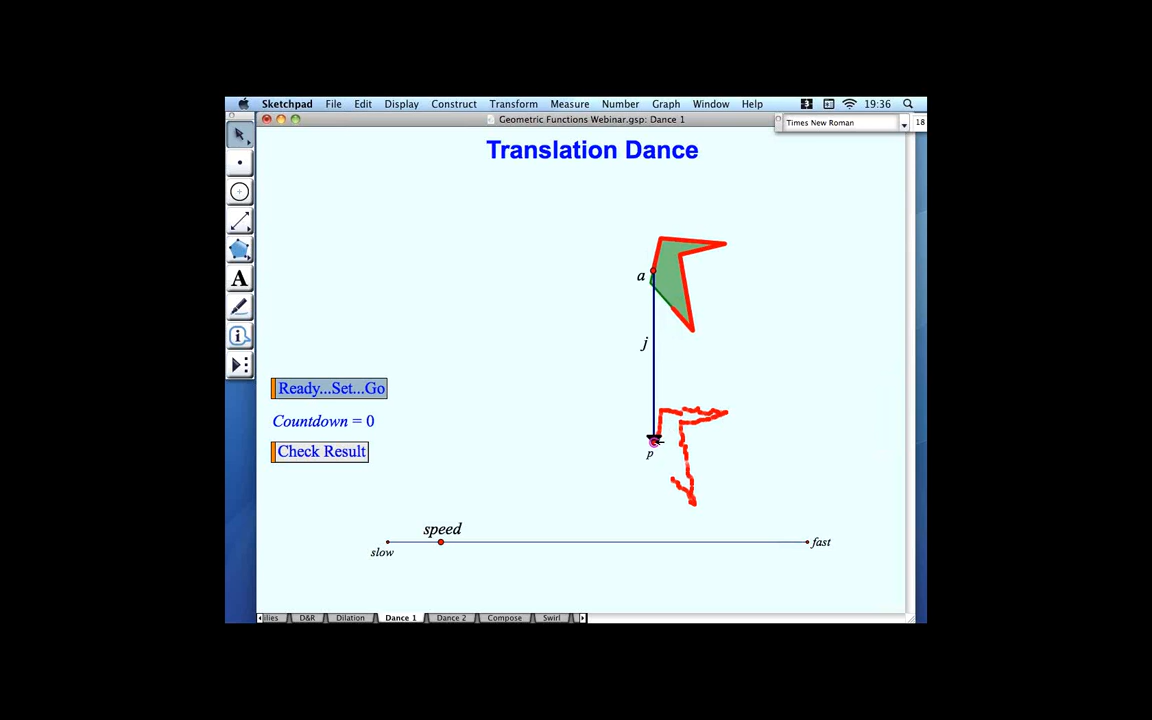 Sketchpad File Edit Display Construct Transform Measure Number Graph Window Help 3 19:36
Geometric Functions Webinar.gsp: Dance 1
Times New Roman 18
Translation Dance
A
a
j
Ready...Set...Go
Countdown = 0
Check Result
p
speed
slow
fast
ilies D&R Dilation Dance 1 Dance 2 Compose Swirl